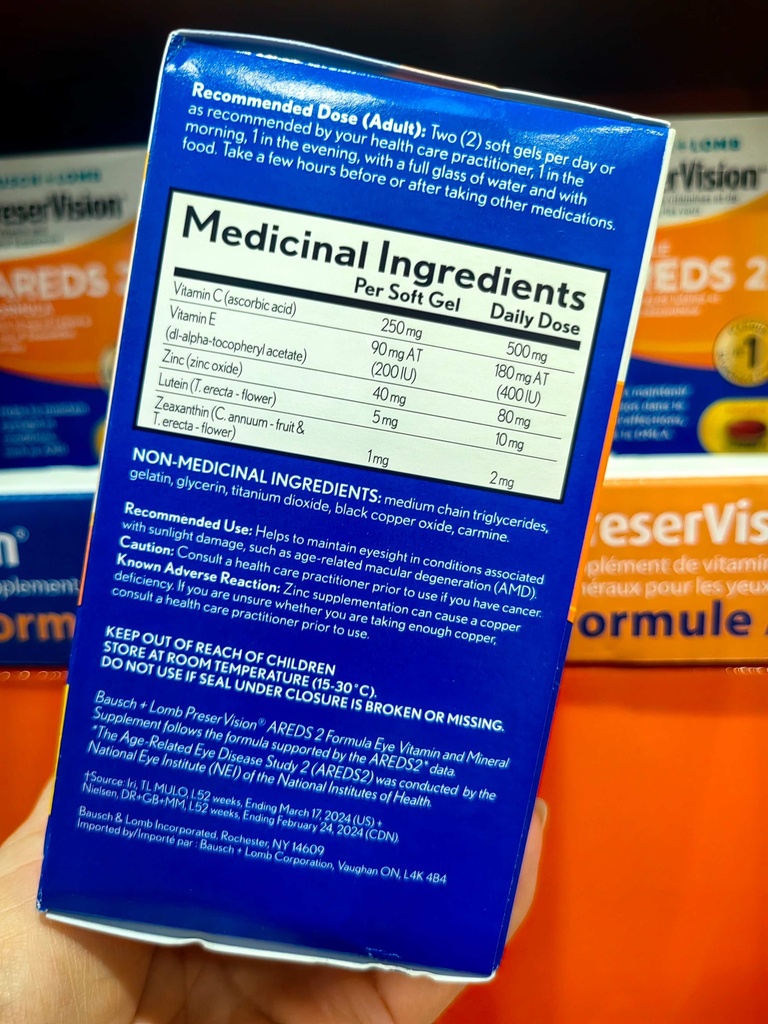 Recommended Dose (Adult): Two (2) soft gels per day or
as recommended by your health care practitioner, 1 in the
morning, 1 in the evening, with a full glass of water and with
food. Take a few hours before or after taking other medications.
Medicinal Ingredients
Per Soft Gel Daily Dose
Vitamin C (ascorbic acid) 250 mg 500 mg
Vitamin E 90 mg AT 180 mg AT
(dl-alpha-tocopheryl acetate) (200 IU) (400 IU)
Zinc (zinc oxide) 40 mg 80 mg
Lutein (T. erecta - flower) 5 mg 10 mg
Zeaxanthin (C. annuum - fruit &
T. erecta - flower) 1 mg 2 mg
NON-MEDICINAL INGREDIENTS: medium chain triglycerides,
gelatin, glycerin, titanium dioxide, black copper oxide, carmine.
Recommended Use: Helps to maintain eyesight in conditions associated
with sunlight damage, such as age-related macular degeneration (AMD).
Caution: Consult a health care practitioner prior to use if you have cancer.
Known Adverse Reaction: Zinc supplementation can cause a copper
deficiency. If you are unsure whether you are taking enough copper,
consult a health care practitioner prior to use.
KEEP OUT OF REACH OF CHILDREN
STORE AT ROOM TEMPERATURE (15-30°C).
DO NOT USE IF SEAL UNDER CLOSURE IS BROKEN OR MISSING.
Bausch + Lomb PreserVision® AREDS 2 Formula Eye Vitamin and Mineral
Supplement follows the formula supported by the AREDS2* data.
*The Age-Related Eye Disease Study 2 (AREDS2) was conducted by the
National Eye Institute (NEI) of the National Institutes of Health.
†Source: Iri, TL MULO, L52 weeks, Ending March 17, 2024 (US) +
Nielsen, DR+GB+MM, L52 weeks, Ending February 24, 2024 (CDN).
Bausch & Lomb Incorporated, Rochester, NY 14609
Imported by/Importé par : Bausch + Lomb Corporation, Vaughan ON, L4K 4B4
AUSCH + LOMB
reserVision
AREDS 2
+ LOMB
rVision
EDS 2
#1
n®
pplement
orm
reserVis
plément de vitamin
éraux pour les yeux
ormule